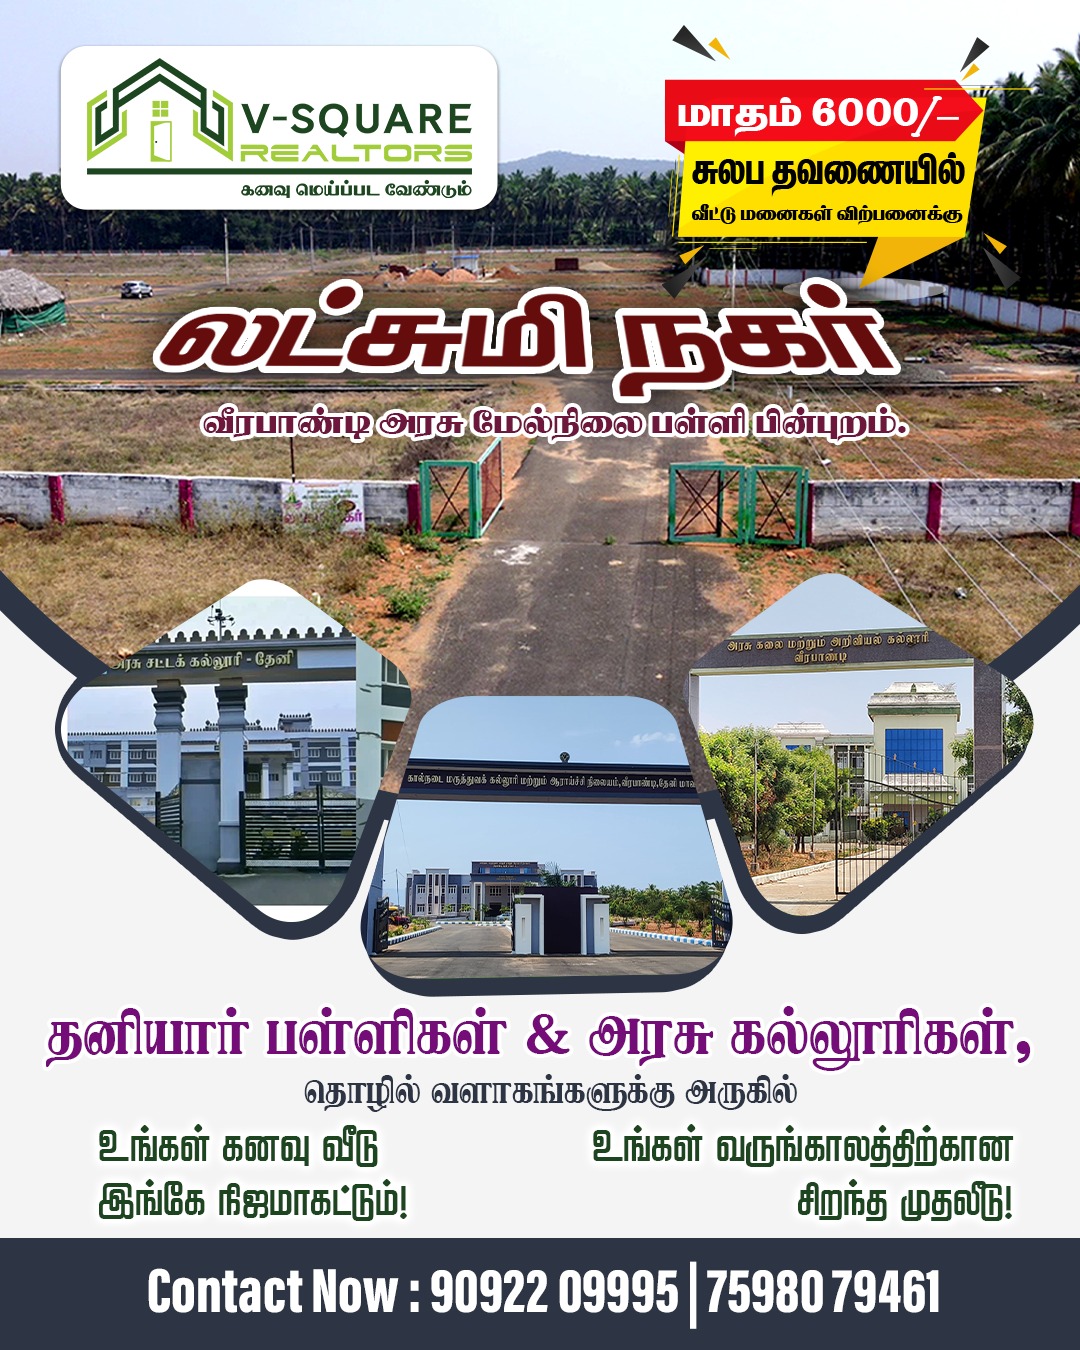 V-SQUARE
REALTORS
கனவு மெய்ப்பட வேண்டும்
மாதம் 6000/-
சுலப தவணையில்
வீட்டு மனைகள் விற்பனைக்கு
லட்சுமி நகர்
வீரபாண்டி அரசு மேல்நிலை பள்ளி பின்புறம்.
அரசு சட்டக் கல்லூரி - தேனி
அரசு கலை மற்றும் அறிவியல் கல்லூரி
வீரபாண்டி
கால்நடை மருத்துவக் கல்லூரி மற்றும் ஆராய்ச்சி நிலையம், வீரபாண்டி, தேனி மாவ
தனியார் பள்ளிகள் & அரசு கல்லூரிகள்,
தொழில் வளாகங்களுக்கு அருகில்
உங்கள் கனவு வீடு
இங்கே நிஜமாகட்டும்!
உங்கள் வருங்காலத்திற்கான
சிறந்த முதலீடு!
Contact Now : 90922 09995 | 75980 79461